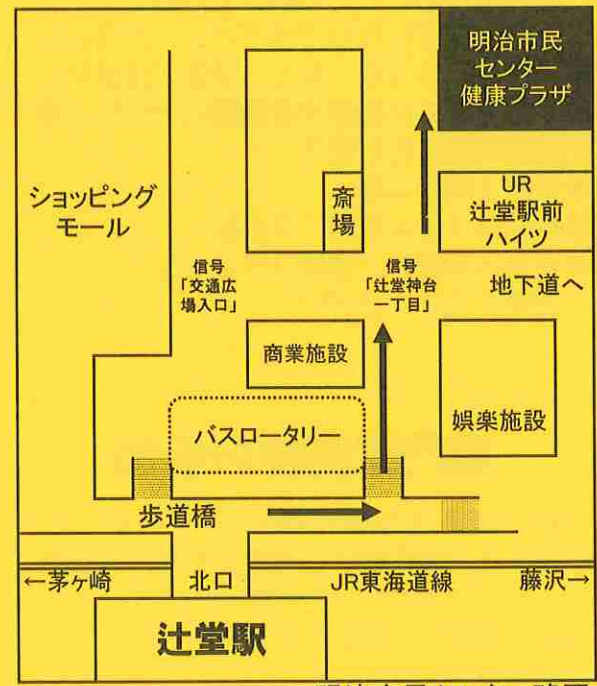 明治市民
センター
健康プラザ
ショッピング
モール
斎
場
UR
辻堂駅前
ハイツ
信号
「交通広
場入口」
信号
「辻堂神台
一丁目」
地下道へ
商業施設
娯楽施設
バスロータリー
歩道橋
←茅ヶ崎
北口
JR東海道線
藤沢→
辻堂駅